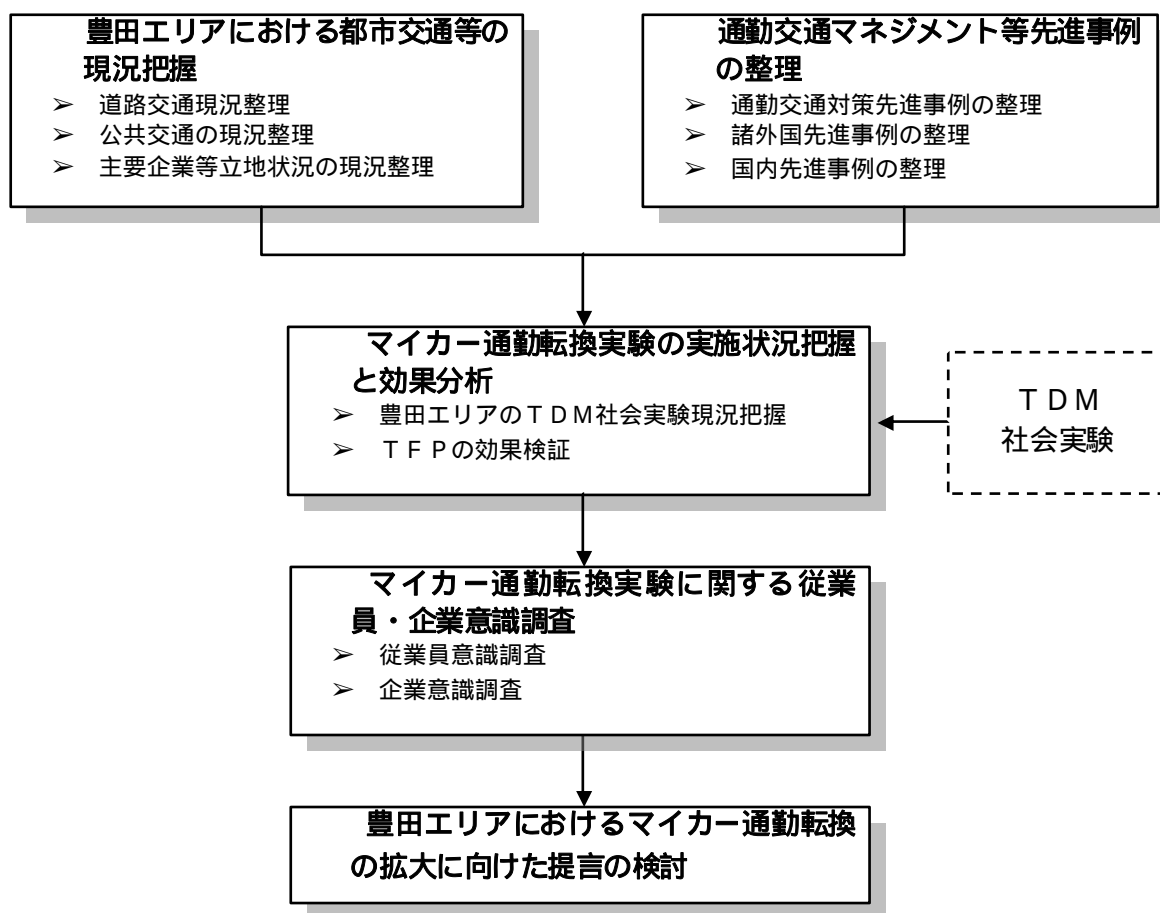 豊田エリアにおける都市交通等の
現況把握
➢ 道路交通現況整理
➢ 公共交通の現況整理
➢ 主要企業等立地状況の現況整理
通勤交通マネジメント等先進事例
の整理
➢ 通勤交通対策先進事例の整理
➢ 諸外国先進事例の整理
➢ 国内先進事例の整理
マイカー通勤転換実験の実施状況把握
と効果分析
➢ 豊田エリアのTDM社会実験現況把握
➢ TFPの効果検証
TDM
社会実験
マイカー通勤転換実験に関する従業
員・企業意識調査
➢ 従業員意識調査
➢ 企業意識調査
豊田エリアにおけるマイカー通勤転換
の拡大に向けた提言の検討